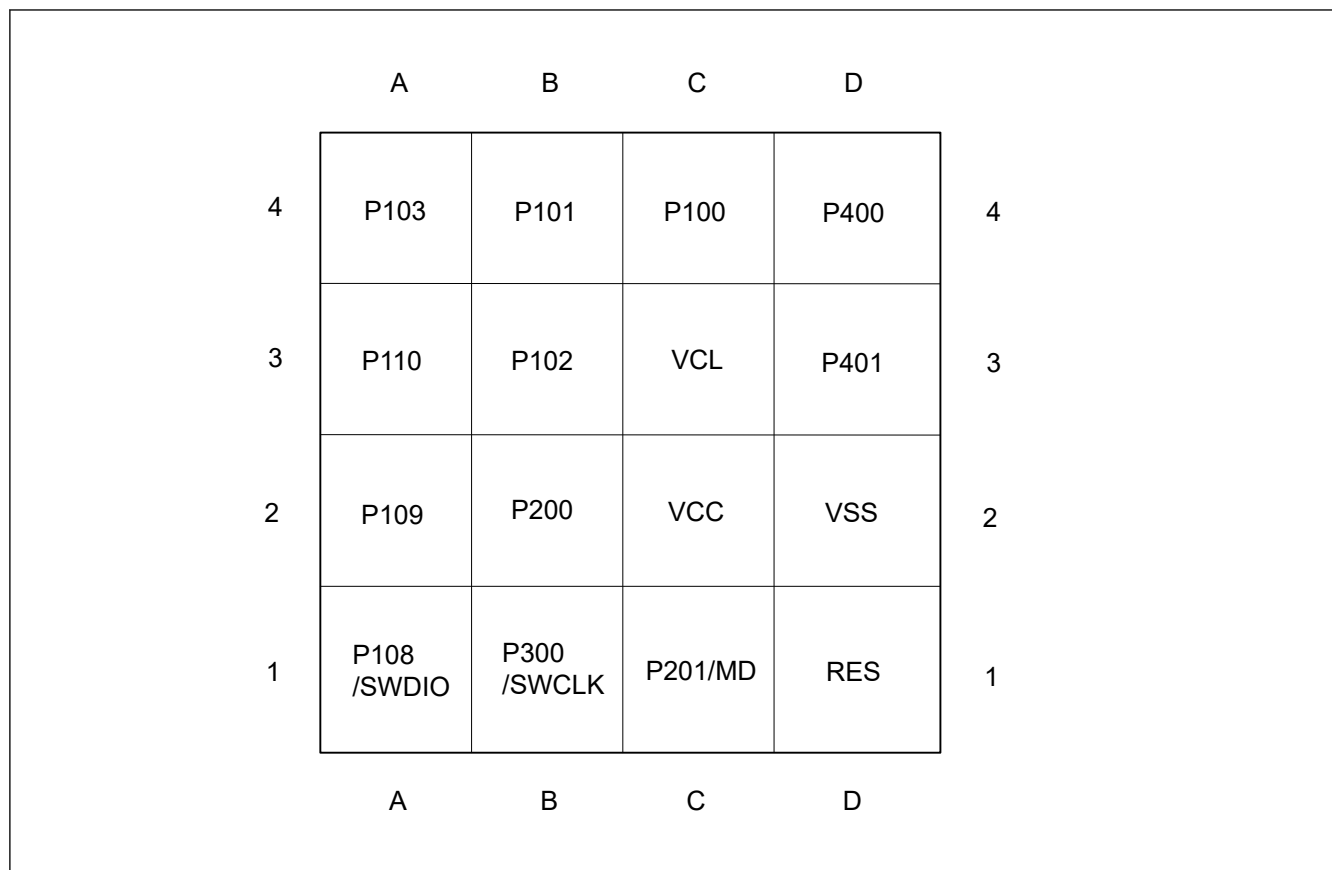 A B C D
4 P103 P101 P100 P400 4
3 P110 P102 VCL P401 3
2 P109 P200 VCC VSS 2
1 P108 /SWDIO P300 /SWCLK P201/MD RES 1
A B C D